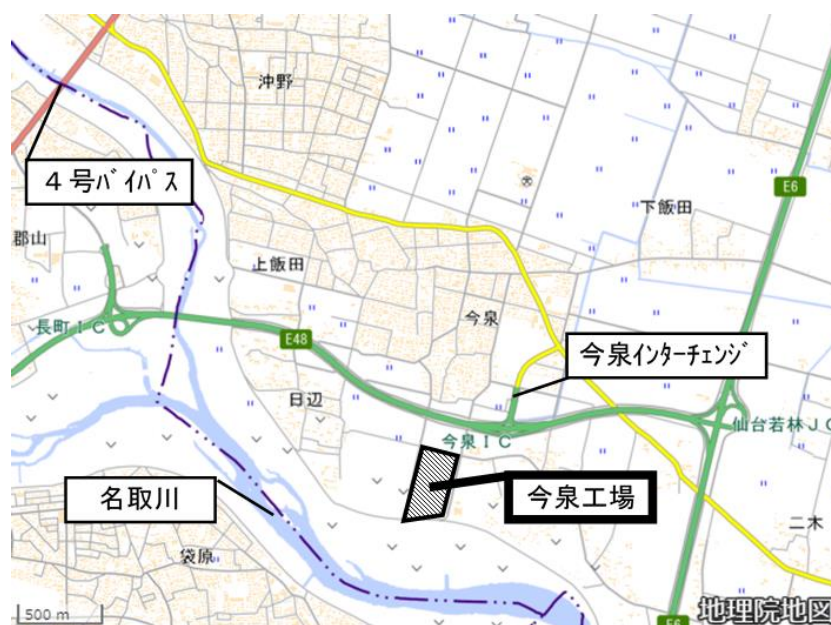 沖野
4号バイパス
E6
下飯田
郡山
上飯田
長町IC
E48
今泉
今泉インターチェンジ
日辺
今泉IC
仙台若林JC
名取川
今泉工場
袋原
二木
500 m
E6
地理院地図